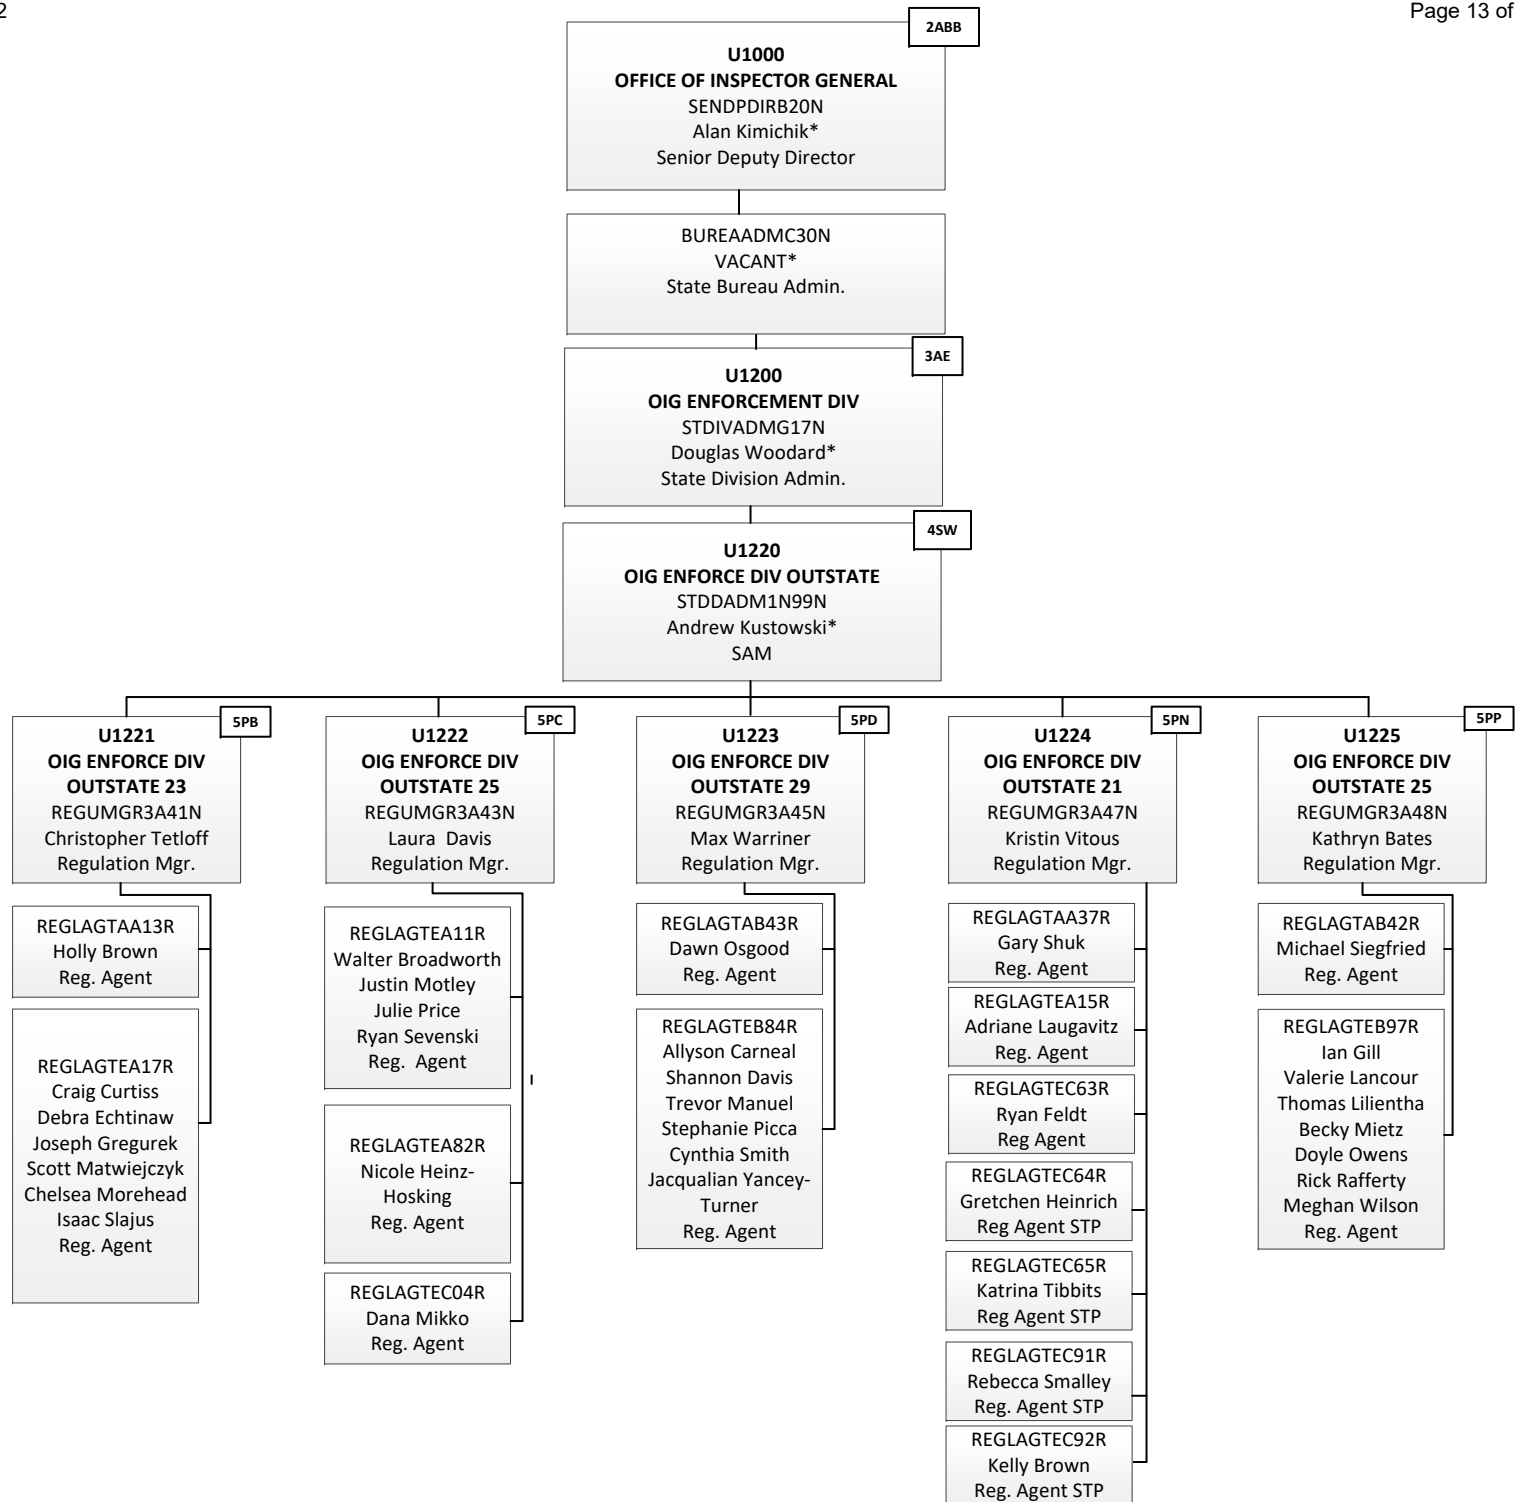 2
Page 13 of
2ABB
U1000
OFFICE OF INSPECTOR GENERAL
SENDPDIRB20N
Alan Kimichik*
Senior Deputy Director
BUREAADMC30N
VACANT*
State Bureau Admin.
3AE
U1200
OIG ENFORCEMENT DIV
STDIVADMG17N
Douglas Woodard*
State Division Admin.
4SW
U1220
OIG ENFORCE DIV OUTSTATE
STDDADM1N99N
Andrew Kustowski*
SAM
5PB
U1221
OIG ENFORCE DIV
OUTSTATE 23
REGUMGR3A41N
Christopher Tetloff
Regulation Mgr.
REGLAGTAA13R
Holly Brown
Reg. Agent
REGLAGTEA17R
Craig Curtiss
Debra Echtinaw
Joseph Gregurek
Scott Matwiejczyk
Chelsea Morehead
Isaac Slajus
Reg. Agent
5PC
U1222
OIG ENFORCE DIV
OUTSTATE 25
REGUMGR3A43N
Laura  Davis
Regulation Mgr.
REGLAGTEA11R
Walter Broadworth
Justin Motley
Julie Price
Ryan Sevenski
Reg.  Agent
REGLAGTEA82R
Nicole Heinz-
Hosking
Reg. Agent
REGLAGTEC04R
Dana Mikko
Reg. Agent
5PD
U1223
OIG ENFORCE DIV
OUTSTATE 29
REGUMGR3A45N
Max Warriner
Regulation Mgr.
REGLAGTAB43R
Dawn Osgood
Reg. Agent
REGLAGTEB84R
Allyson Carneal
Shannon Davis
Trevor Manuel
Stephanie Picca
Cynthia Smith
Jacqualian Yancey-
Turner
Reg. Agent
5PN
U1224
OIG ENFORCE DIV
OUTSTATE 21
REGUMGR3A47N
Kristin Vitous
Regulation Mgr.
REGLAGTAA37R
Gary Shuk
Reg. Agent
REGLAGTEA15R
Adriane Laugavitz
Reg. Agent
REGLAGTEC63R
Ryan Feldt
Reg Agent
REGLAGTEC64R
Gretchen Heinrich
Reg Agent STP
REGLAGTEC65R
Katrina Tibbits
Reg Agent STP
REGLAGTEC91R
Rebecca Smalley
Reg. Agent STP
REGLAGTEC92R
Kelly Brown
Reg. Agent STP
5PP
U1225
OIG ENFORCE DIV
OUTSTATE 25
REGUMGR3A48N
Kathryn Bates
Regulation Mgr.
REGLAGTAB42R
Michael Siegfried
Reg. Agent
REGLAGTEB97R
Ian Gill
Valerie Lancour
Thomas Lilientha
Becky Mietz
Doyle Owens
Rick Rafferty
Meghan Wilson
Reg. Agent